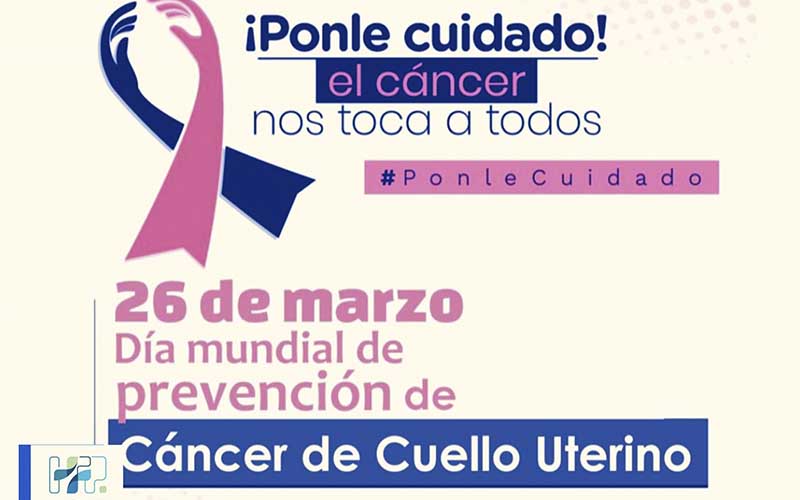 ¡Ponle cuidado!
el cáncer
nos toca a todos
#PonleCuidado
26 de marzo
Día mundial de
prevención de
Cáncer de Cuello Uterino